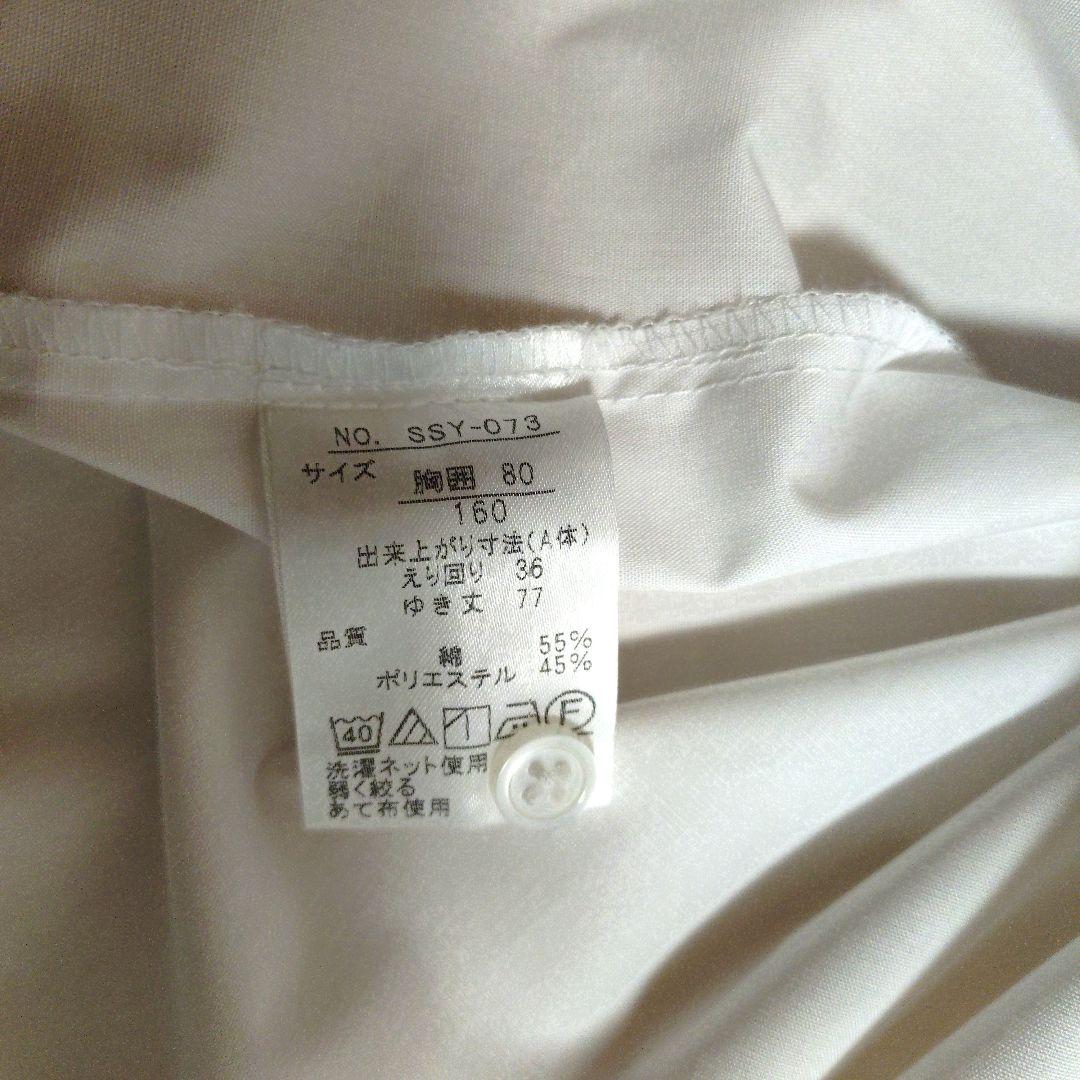 NO. SSY-073
サイズ 胸囲 80
160
出来上がり寸法(A体)
えり回り 36
ゆき丈 77
品質 綿 55%
ポリエステル 45%
40 F
洗濯ネット使用
弱く絞る
あて布使用